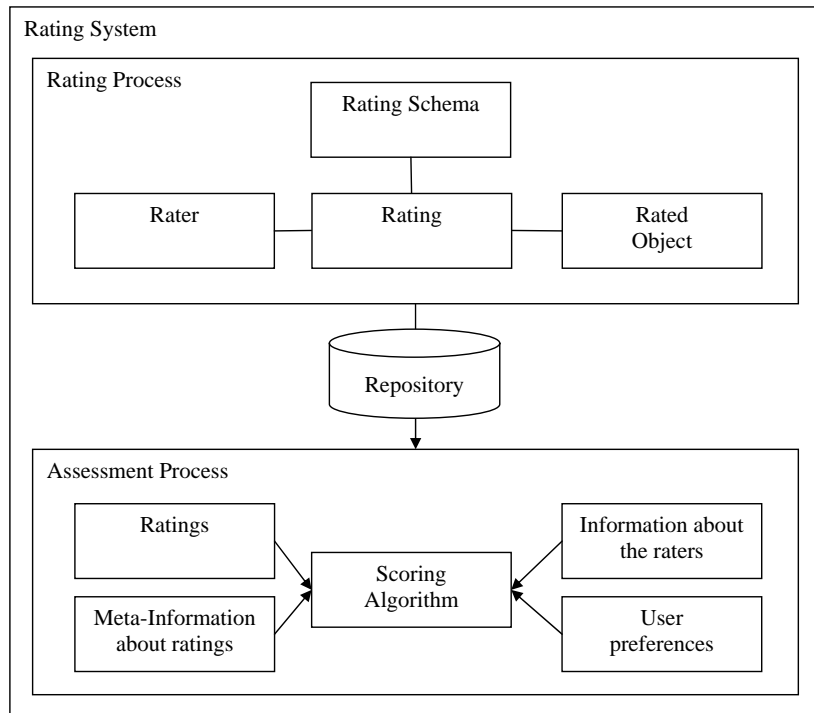 Rating System
Rating Process
Rating Schema
Rater
Rating
Rated
Object
Repository
Assessment Process
Ratings
Information about
the raters
Scoring
Algorithm
Meta-Information
about ratings
User
preferences